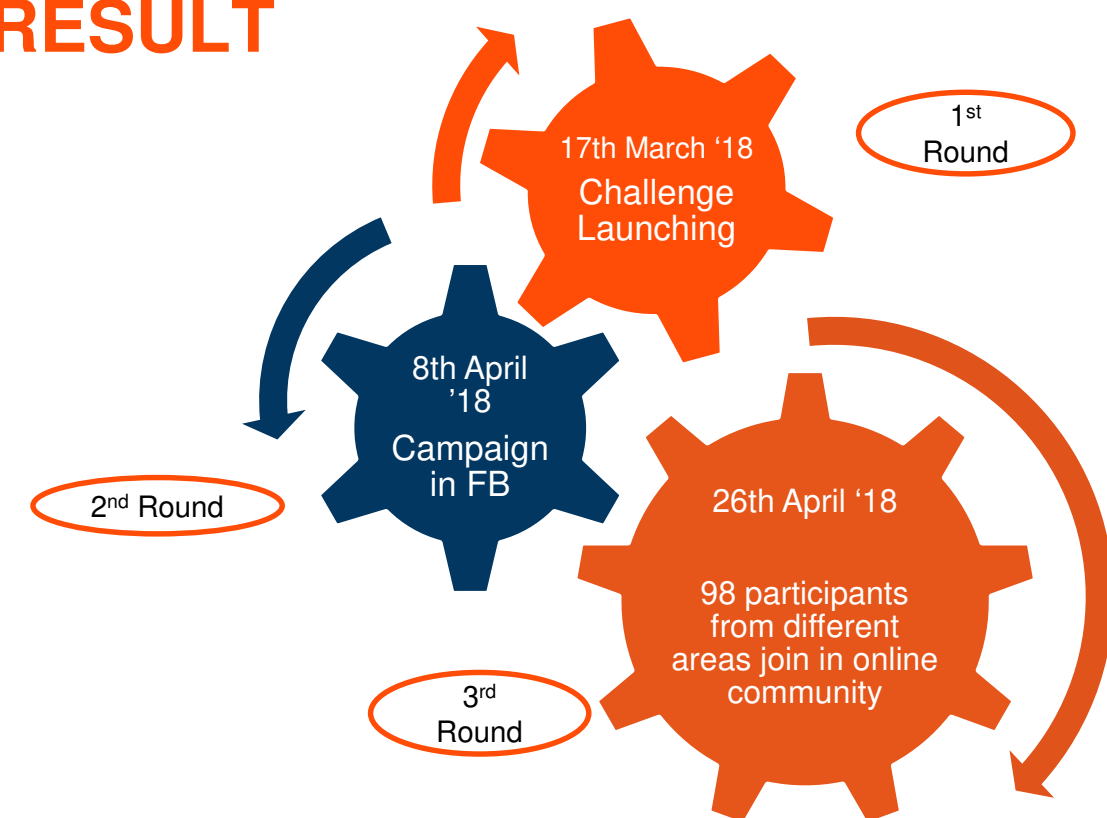 RESULT
17th March ‘18
Challenge
Launching
1st
Round
8th April
’18
Campaign
in FB
2nd Round
26th April ‘18
98 participants
from different
areas join in online
community
3rd
Round